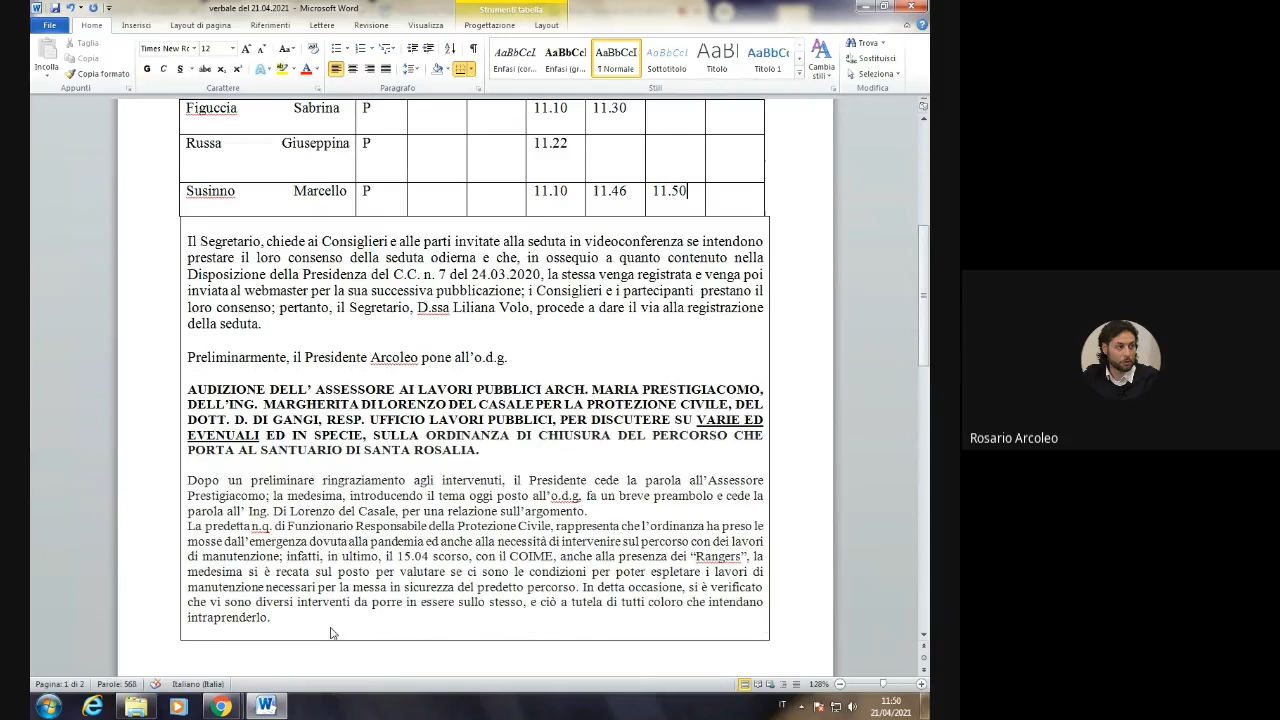 verbale del 21.04.2021 - Microsoft Word
Strumenti tabella
File Home Inserisci Layout di pagina Riferimenti Lettere Revisione Visualizza Progettazione Layout
Incolla
Taglia
Copia
Copia formato
Appunti
Times New Ro 12
Carattere
Paragrafo
AaBbCcI AaBbCc AaBbCcI AaBbCcI AaBl AaBbCc
Enfasi (cor... Enfasi (gr... ¶ Normale Sottotitolo Titolo Titolo 1
Stili
Cambia stili
Trova
Sostituisci
Seleziona
Modifica
Figuccia Sabrina P 11.10 11.30
Russa Giuseppina P 11.22
Susinno Marcello P 11.10 11.46 11.50
Il Segretario, chiede ai Consiglieri e alle parti invitate alla seduta in videoconferenza se intendono
prestare il loro consenso della seduta odierna e che, in ossequio a quanto contenuto nella
Disposizione della Presidenza del C.C. n. 7 del 24.03.2020, la stessa venga registrata e venga poi
inviata al webmaster per la sua successiva pubblicazione; i Consiglieri e i partecipanti prestano il
loro consenso; pertanto, il Segretario, D.ssa Liliana Volo, procede a dare il via alla registrazione
della seduta.
Preliminarmente, il Presidente Arcoleo pone all’o.d.g.
AUDIZIONE DELL’ ASSESSORE AI LAVORI PUBBLICI ARCH. MARIA PRESTIGIACOMO,
DELL’ING. MARGHERITA DI LORENZO DEL CASALE PER LA PROTEZIONE CIVILE, DEL
DOTT. D. DI GANGI, RESP. UFFICIO LAVORI PUBBLICI, PER DISCUTERE SU VARIE ED
EVENUALI ED IN SPECIE, SULLA ORDINANZA DI CHIUSURA DEL PERCORSO CHE
PORTA AL SANTUARIO DI SANTA ROSALIA.
Dopo un preliminare ringraziamento agli intervenuti, il Presidente cede la parola all’Assessore
Prestigiacomo; la medesima, introducendo il tema oggi posto all’o.d.g, fa un breve preambolo e cede la
parola all’ Ing. Di Lorenzo del Casale, per una relazione sull’argomento.
La predetta n.q. di Funzionario Responsabile della Protezione Civile, rappresenta che l’ordinanza ha preso le
mosse dall’emergenza dovuta alla pandemia ed anche alla necessità di intervenire sul percorso con dei lavori
di manutenzione; infatti, in ultimo, il 15.04 scorso, con il COIME, anche alla presenza dei “Rangers”, la
medesima si è recata sul posto per valutare se ci sono le condizioni per poter espletare i lavori di
manutenzione necessari per la messa in sicurezza del predetto percorso. In detta occasione, si è verificato
che vi sono diversi interventi da porre in essere sullo stesso, e ciò a tutela di tutti coloro che intendano
intraprenderlo.
Rosario Arcoleo
Pagina: 1 di 2 Parole: 568 Italiano (Italia) 128%
IT 11:50
21/04/2021